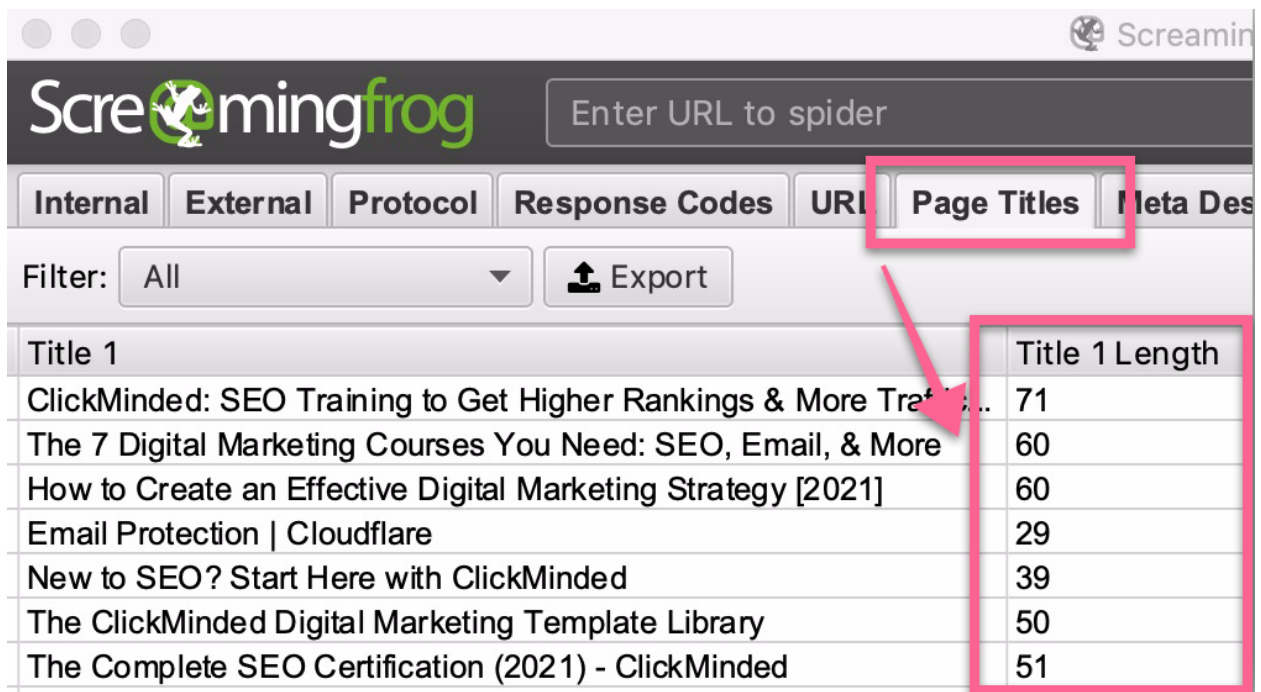 Screamin
Screamingfrog
Enter URL to spider
Internal External Protocol Response Codes URL Page Titles Meta Des
Filter: All Export
Title 1 Title 1 Length
ClickMinded: SEO Training to Get Higher Rankings & More Traffic... 71
The 7 Digital Marketing Courses You Need: SEO, Email, & More 60
How to Create an Effective Digital Marketing Strategy [2021] 60
Email Protection | Cloudflare 29
New to SEO? Start Here with ClickMinded 39
The ClickMinded Digital Marketing Template Library 50
The Complete SEO Certification (2021) - ClickMinded 51